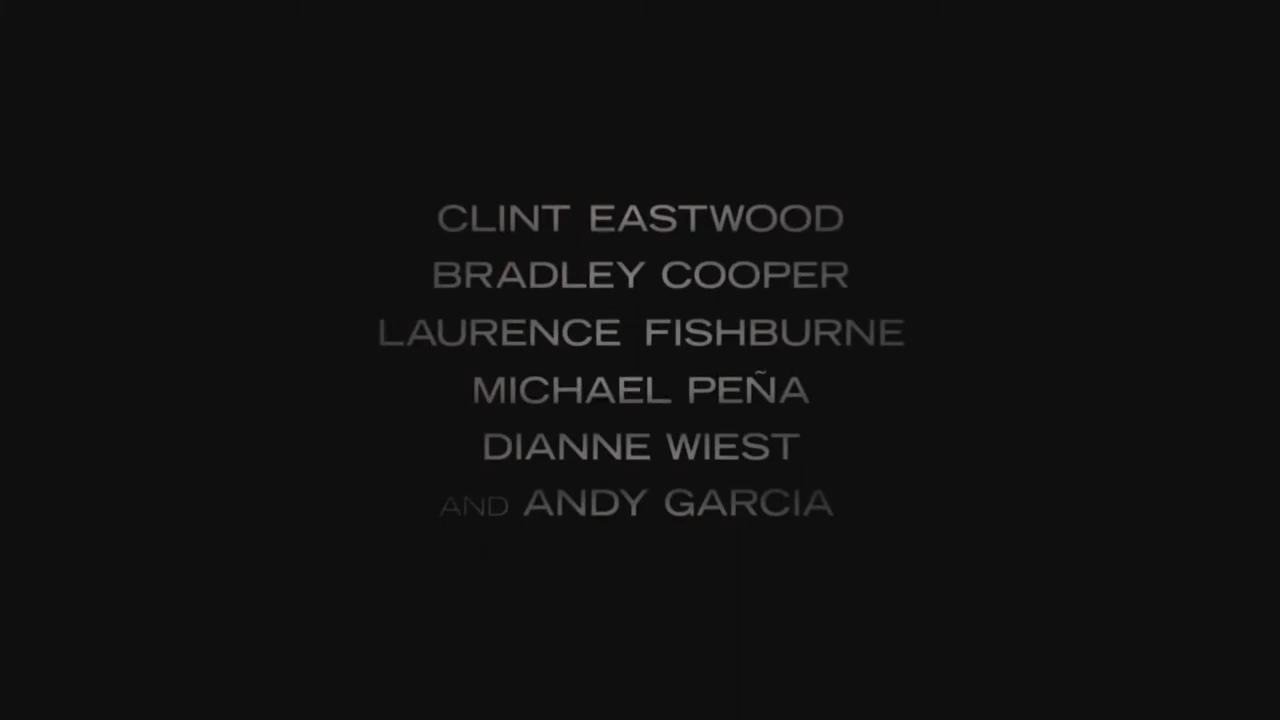 CLINT EASTWOOD
BRADLEY COOPER
LAURENCE FISHBURNE
MICHAEL PEÑA
DIANNE WIEST
AND ANDY GARCIA